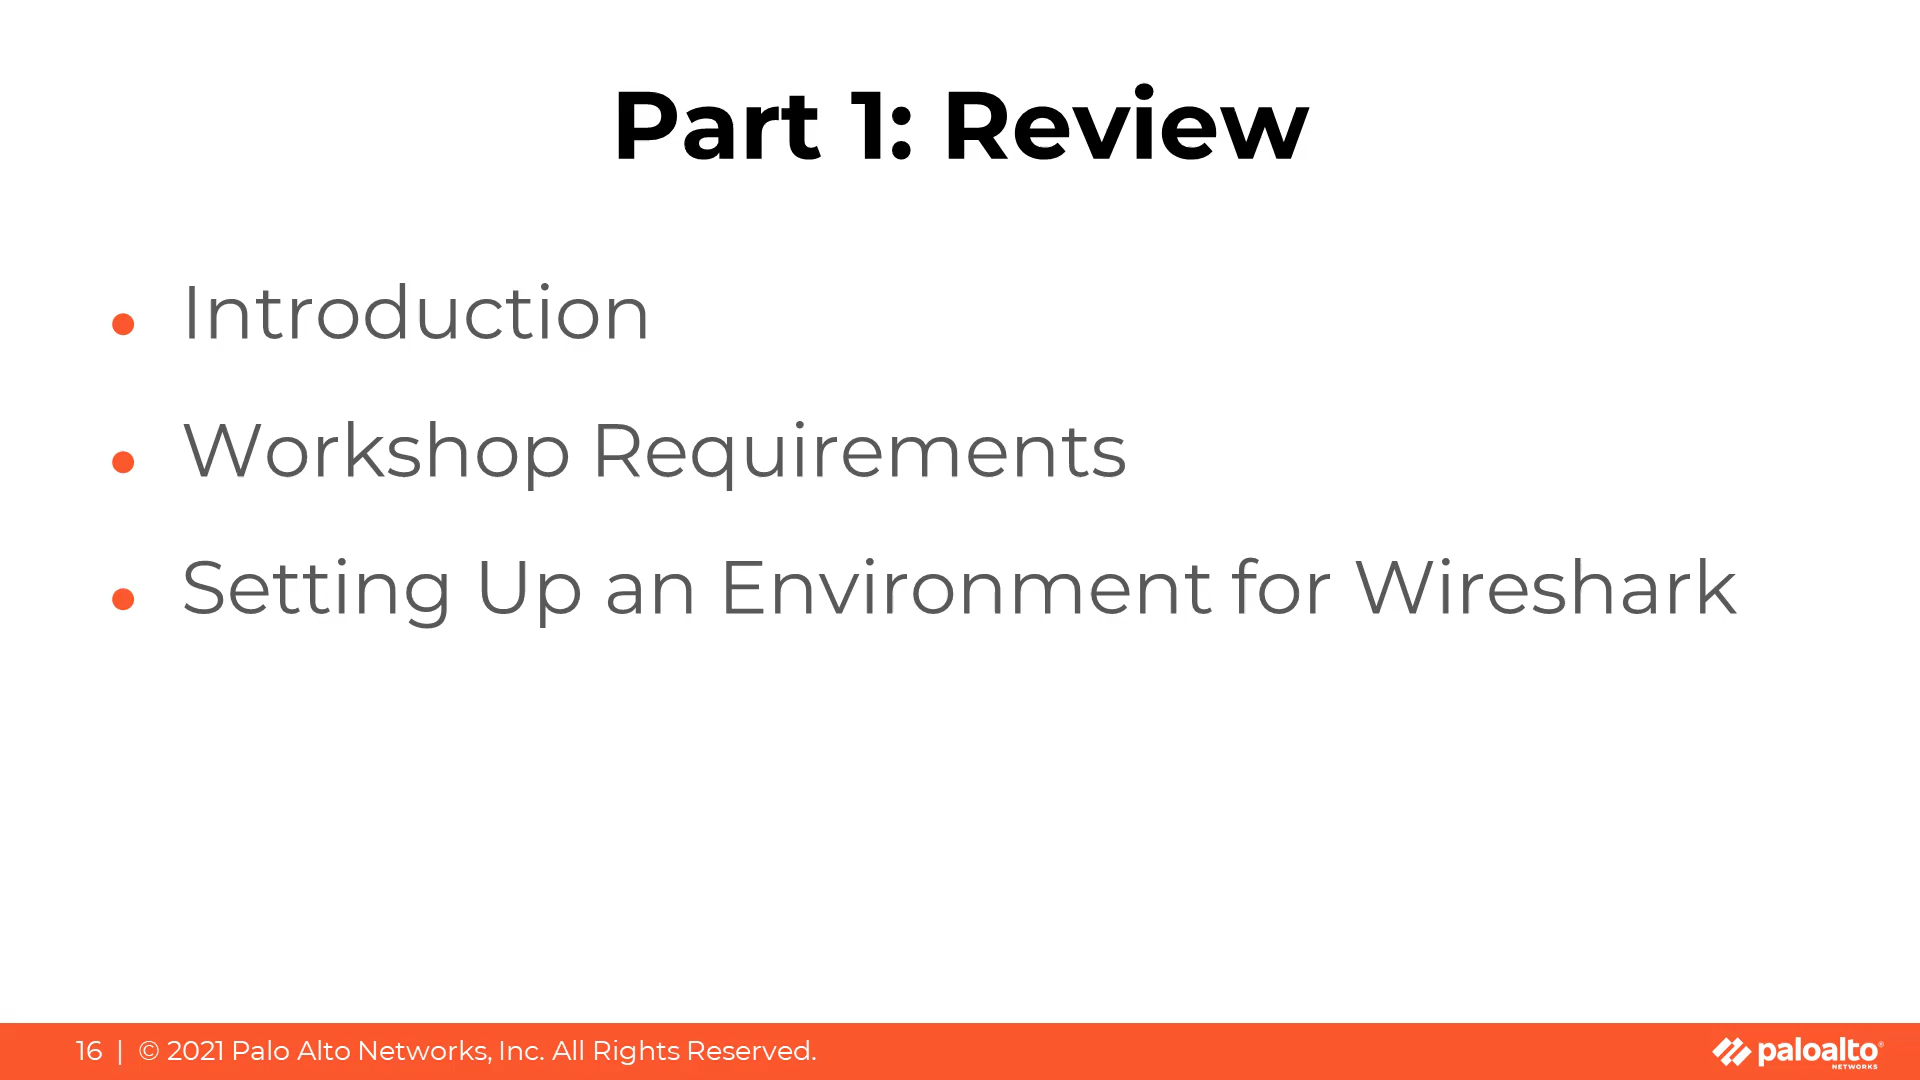 Part 1: Review
• Introduction
• Workshop Requirements
• Setting Up an Environment for Wireshark
16 | © 2021 Palo Alto Networks, Inc. All Rights Reserved.
paloalto®
NETWORKS